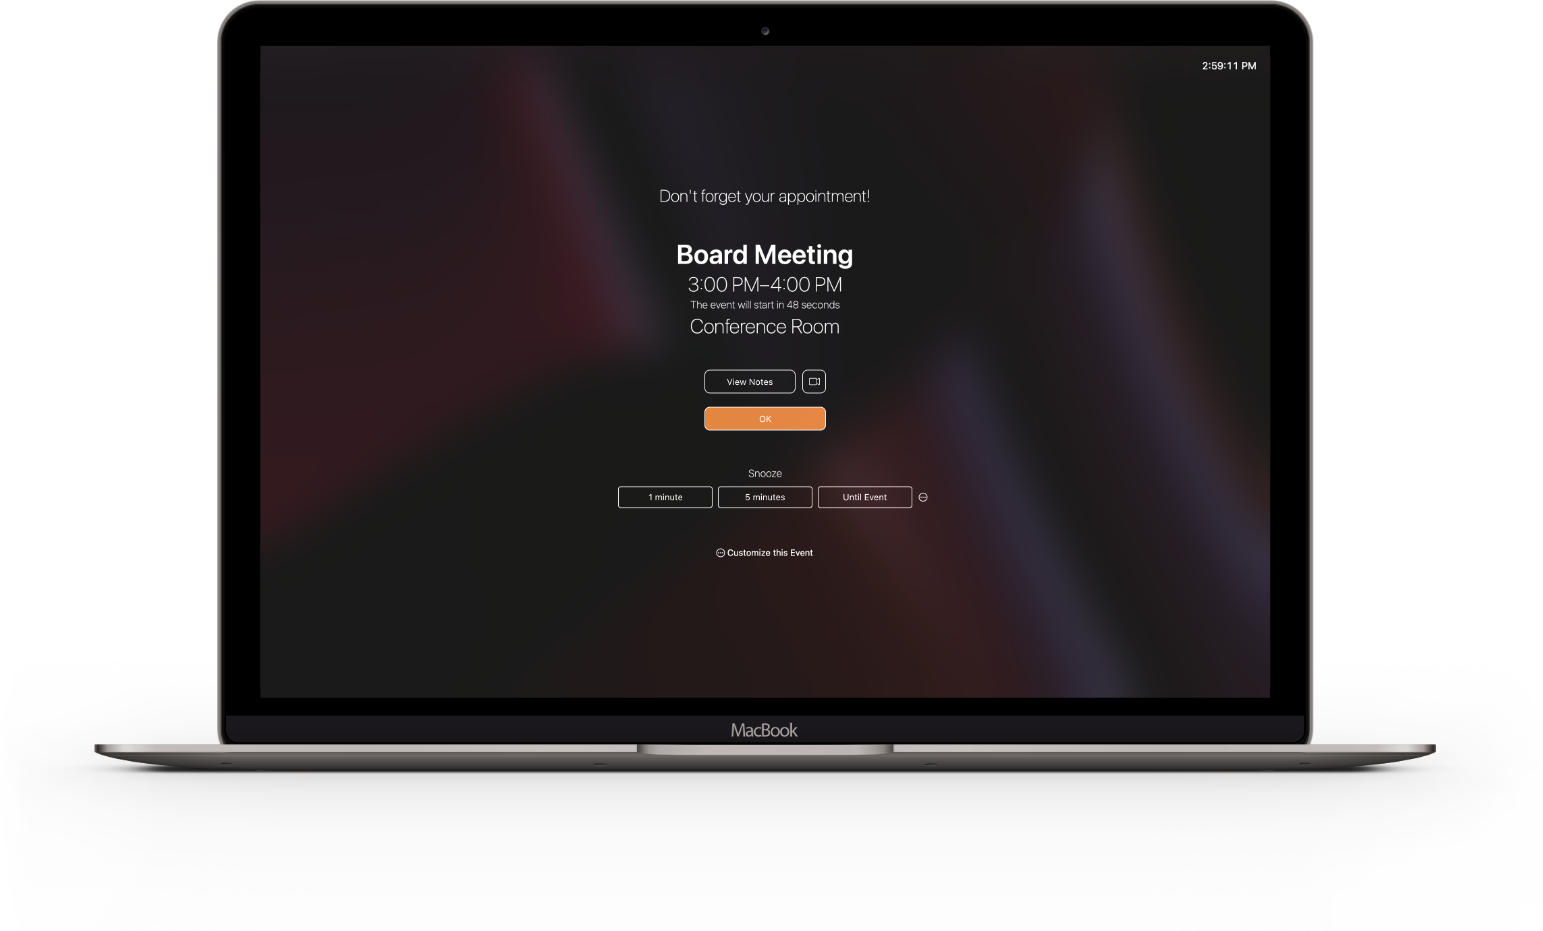 2:59:11 PM
Don't forget your appointment!
Board Meeting
3:00 PM–4:00 PM
The event will start in 48 seconds
Conference Room
View Notes
OK
Snooze
1 minute
5 minutes
Until Event
Customize this Event
MacBook